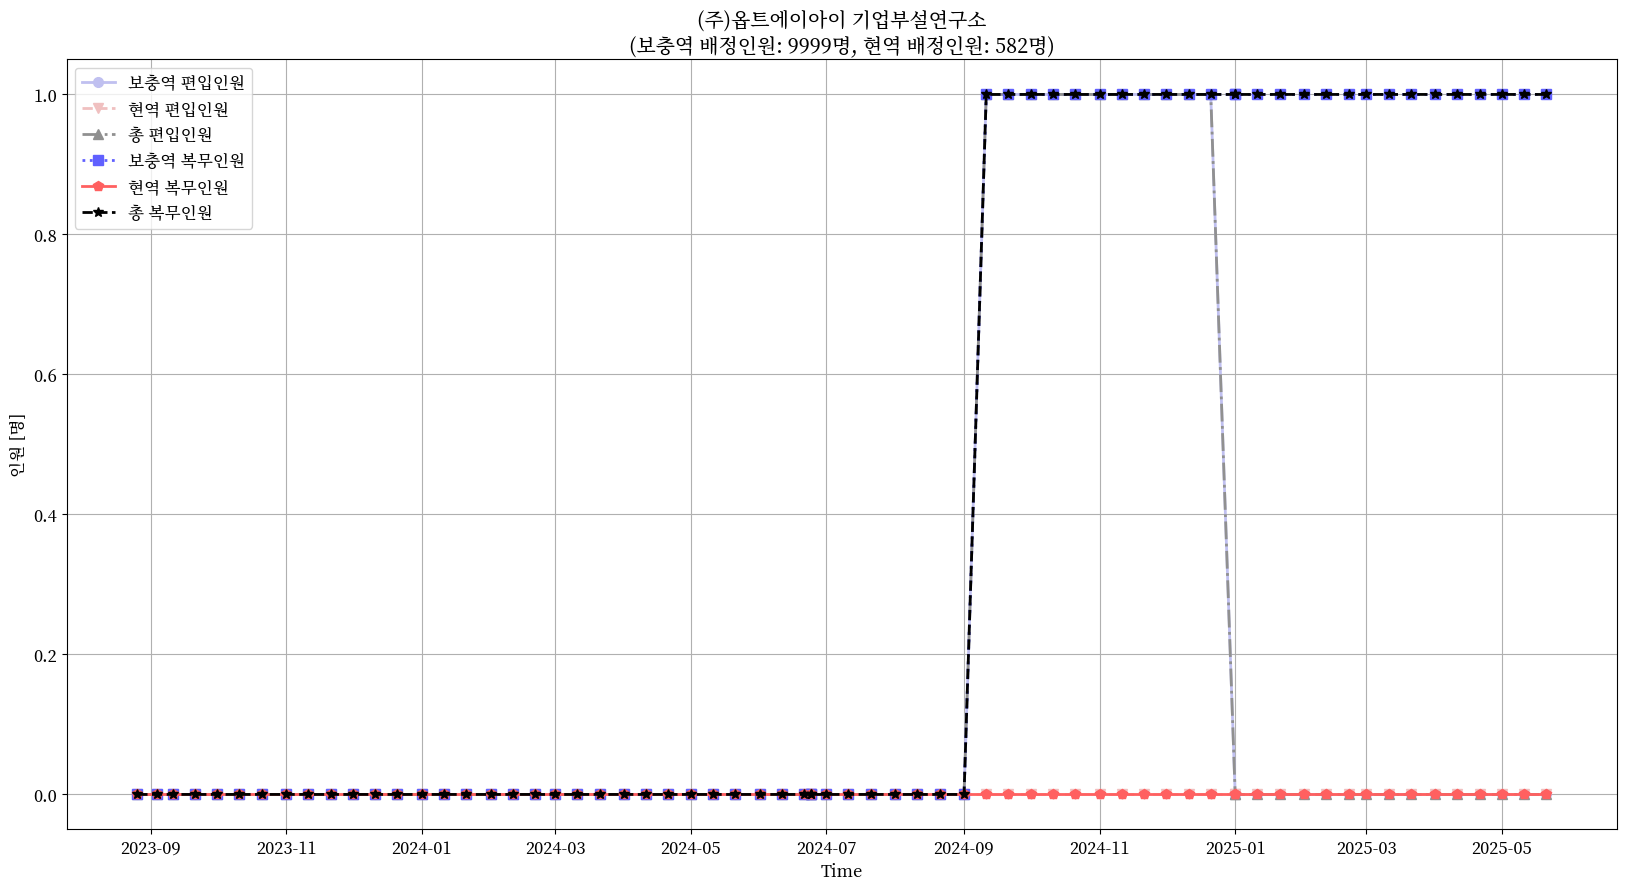 (주)옵트에이아이 기업부설연구소
(보충역 배정인원: 9999명, 현역 배정인원: 582명)
보충역 편입인원
현역 편입인원
총 편입인원
보충역 복무인원
현역 복무인원
총 복무인원
인원 [명]
1.0
0.8
0.6
0.4
0.2
0.0
2023-09
2023-11
2024-01
2024-03
2024-05
2024-07
2024-09
2024-11
2025-01
2025-03
2025-05
Time